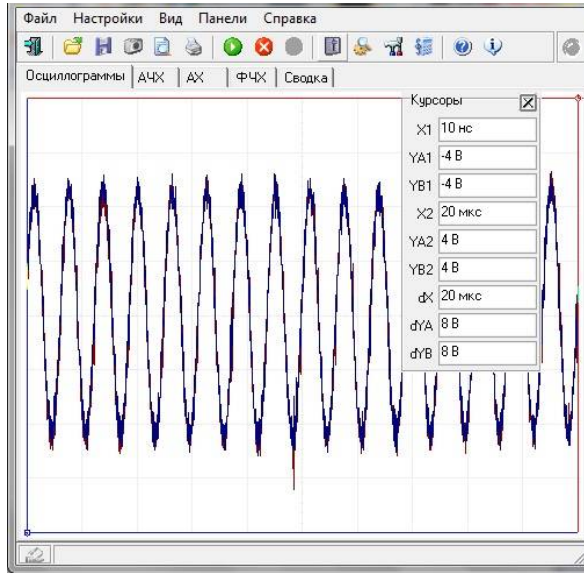 Файл Настройки Вид Панели Справка
Осциллограммы АЧХ АХ ФЧХ Сводка
Курсоры
X1 10 нс
YA1 -4 В
YB1 -4 В
X2 20 мкс
YA2 4 В
YB2 4 В
dX 20 мкс
dYA 8 В
dYB 8 В